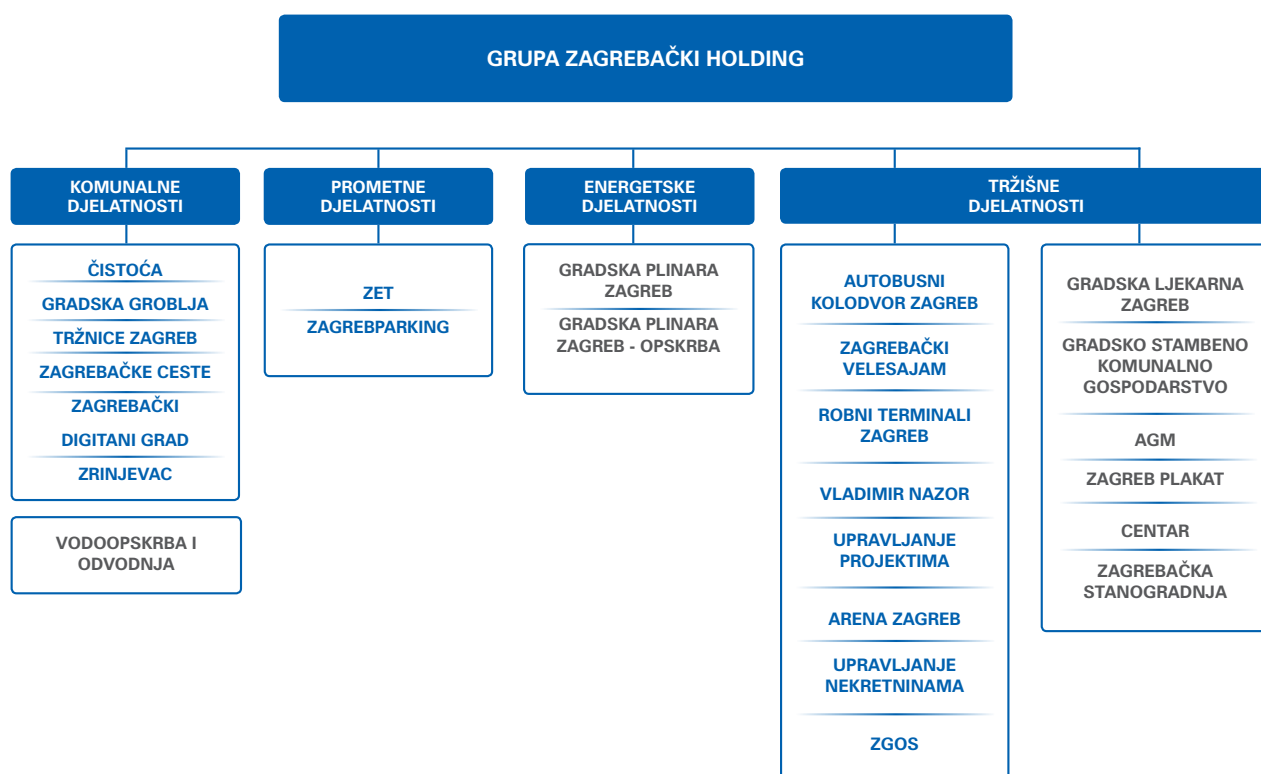 GRUPA ZAGREBAČKI HOLDING
KOMUNALNE
DJELATNOSTI
ČISTOĆA
GRADSKA GROBLJA
TRŽNICE ZAGREB
ZAGREBAČKE CESTE
ZAGREBAČKI
DIGITANI GRAD
ZRINJEVAC
VODOOPSKRBA I
ODVODNJA
PROMETNE
DJELATNOSTI
ZET
ZAGREBPARKING
ENERGETSKE
DJELATNOSTI
GRADSKA PLINARA
ZAGREB
GRADSKA PLINARA
ZAGREB - OPSKRBA
TRŽIŠNE
DJELATNOSTI
AUTOBUSNI
KOLODVOR ZAGREB
ZAGREBAČKI
VELESAJAM
ROBNI TERMINALI
ZAGREB
VLADIMIR NAZOR
UPRAVLJANJE
PROJEKTIMA
ARENA ZAGREB
UPRAVLJANJE
NEKRETNINAMA
ZGOS
GRADSKA LJEKARNA
ZAGREB
GRADSKO STAMBENO
KOMUNALNO
GOSPODARSTVO
AGM
ZAGREB PLAKAT
CENTAR
ZAGREBAČKA
STANOGRADNJA